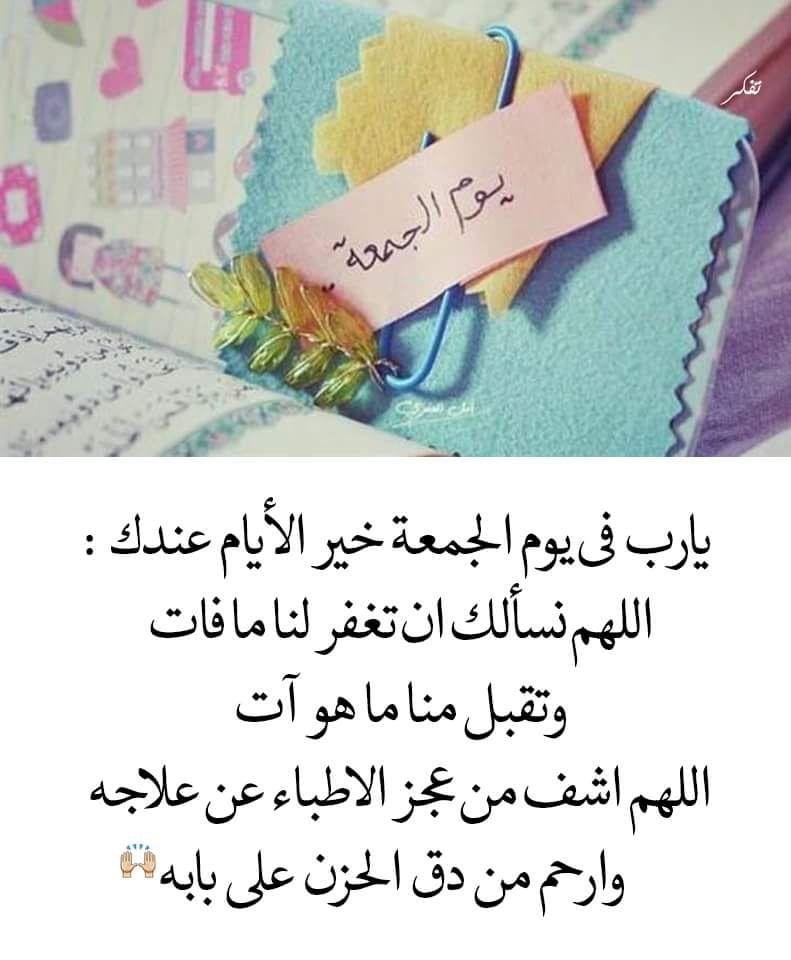 تفكر
يوم الجمعة
يارب فى يوم الجمعة خير الأيام عندك :
اللهم نسألك ان تغفر لنا ما فات
وتقبل منا ما هو آت
اللهم اشف من عجز الاطباء عن علاجه
وارحم من دق الحزن على بابه🙌🏼